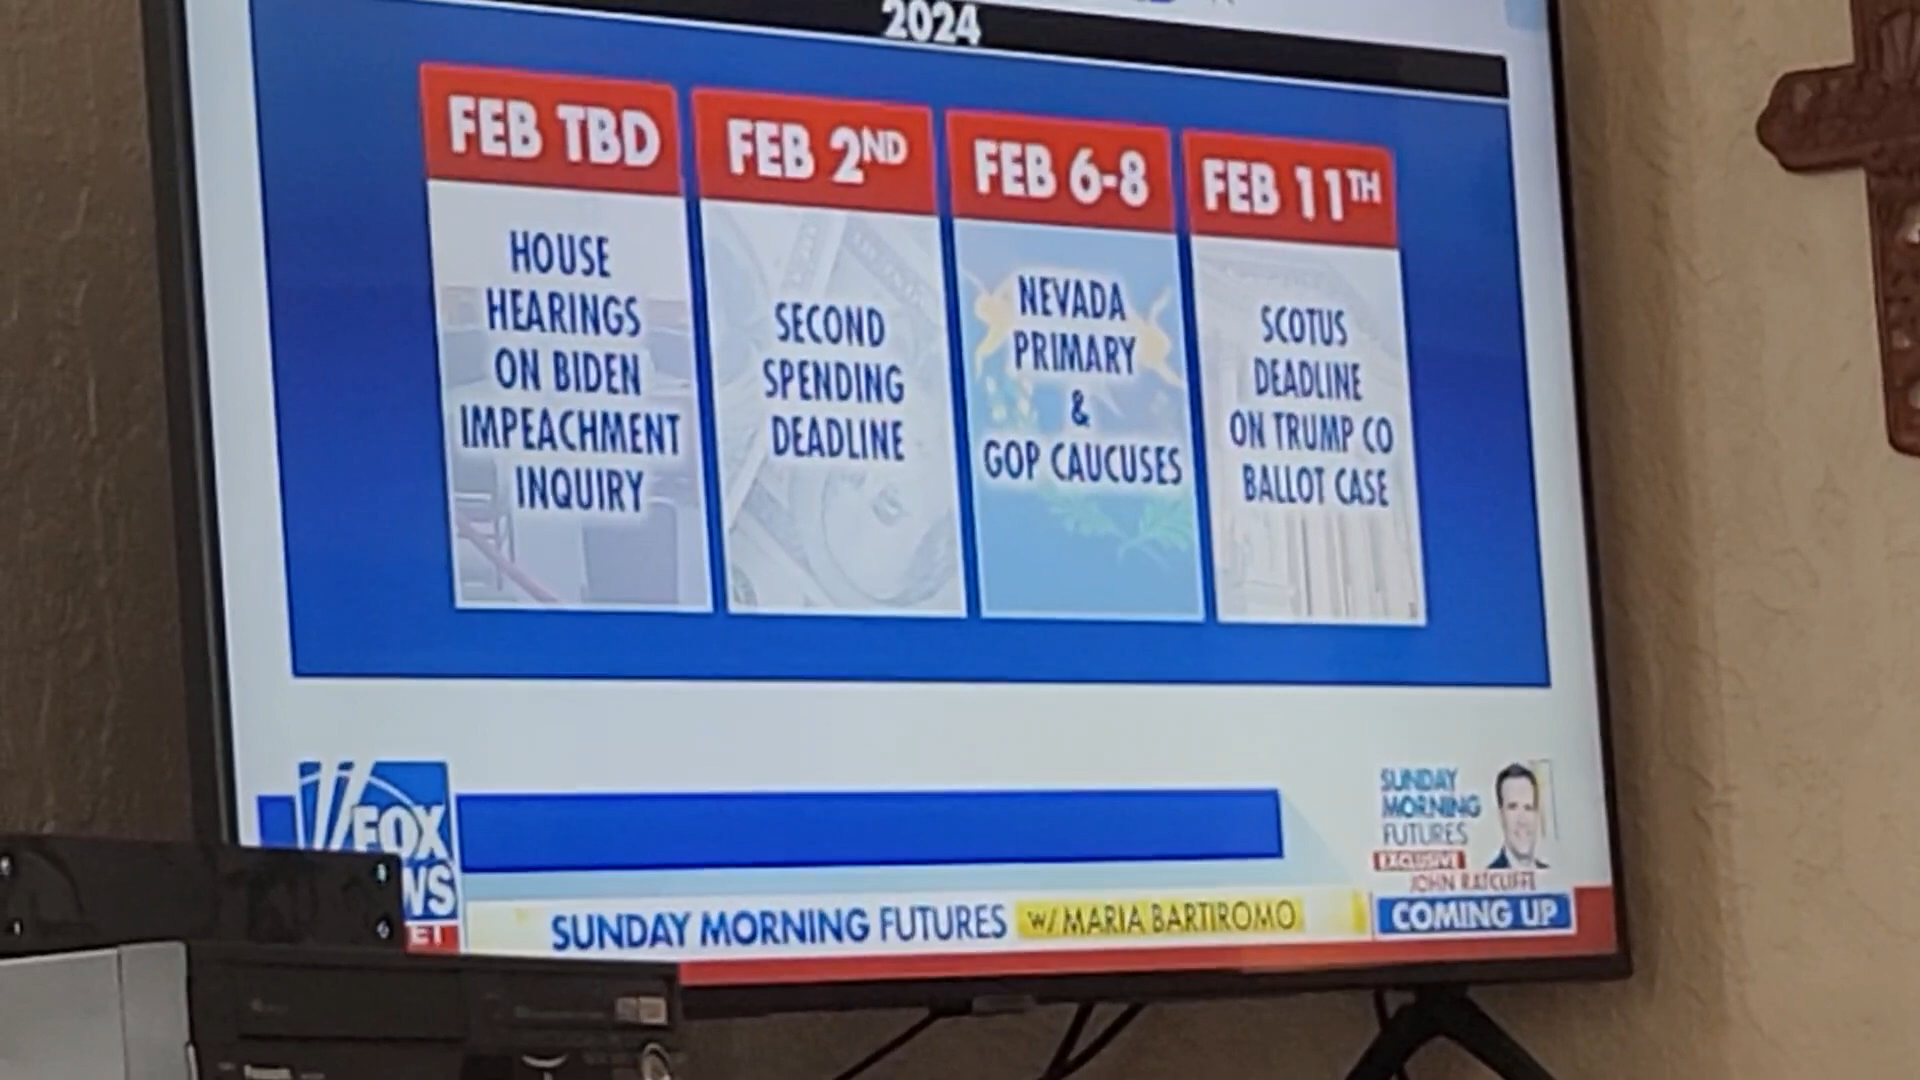 2024
FEB TBD
HOUSE
HEARINGS
ON BIDEN
IMPEACHMENT
INQUIRY
FEB 2ND
SECOND
SPENDING
DEADLINE
FEB 6-8
NEVADA
PRIMARY
&
GOP CAUCUSES
FEB 11TH
SCOTUS
DEADLINE
ON TRUMP CO
BALLOT CASE
FOX
WS
ET
SUNDAY MORNING FUTURES W/ MARIA BARTIROMO
SUNDAY
MORNING
FUTURES
EXCLUSIVE
JOHN RATCLIFFE
COMING UP